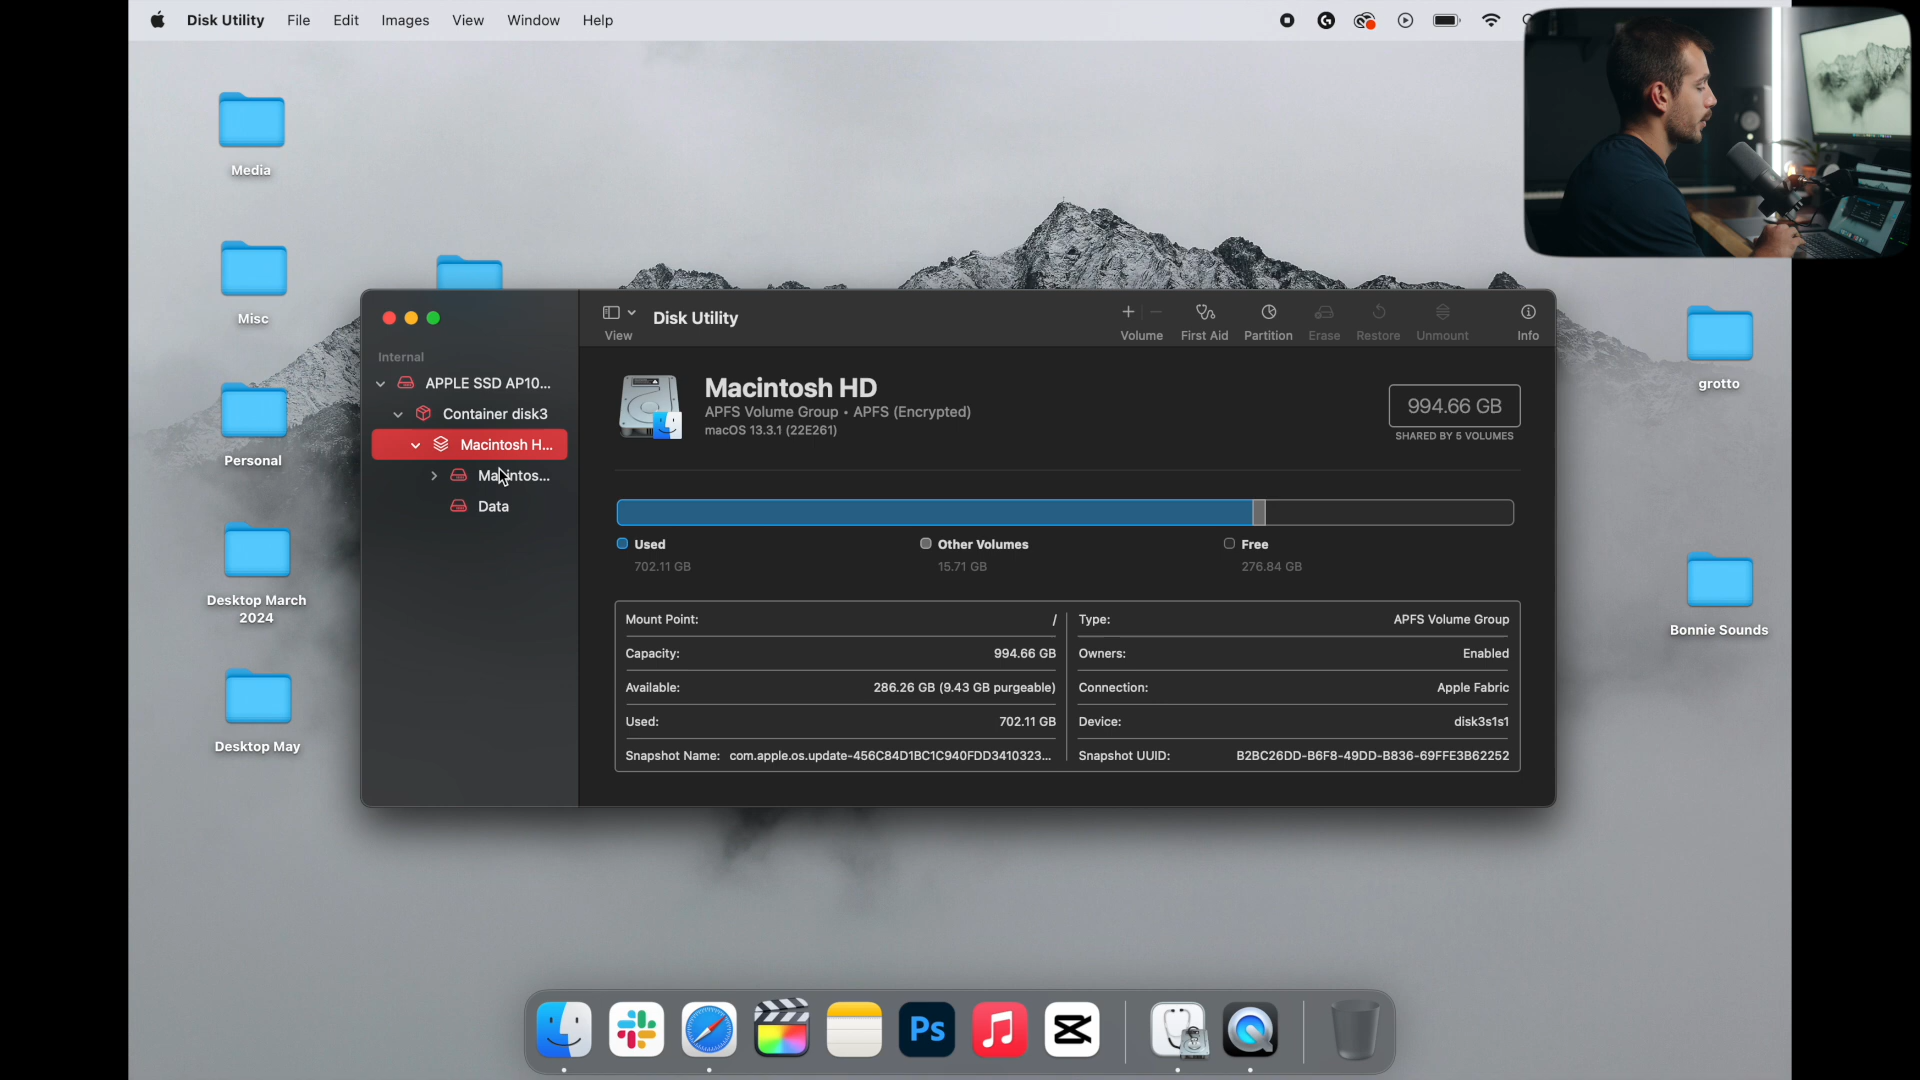 Disk Utility File Edit Images View Window Help
Media
Misc
Personal
Desktop March
2024
Desktop May
grotto
Bonnie Sounds
Internal
APPLE SSD AP10...
Container disk3
Macintosh H...
Macintos...
Data
View
Disk Utility
Volume
First Aid
Partition
Erase
Restore
Unmount
Info
Macintosh HD
APFS Volume Group • APFS (Encrypted)
macOS 13.3.1 (22E261)
994.66 GB
SHARED BY 5 VOLUMES
Used
702.11 GB
Other Volumes
15.71 GB
Free
276.84 GB
Mount Point: /
Type: APFS Volume Group
Capacity: 994.66 GB
Owners: Enabled
Available: 286.26 GB (9.43 GB purgeable)
Connection: Apple Fabric
Used: 702.11 GB
Device: disk3s1s1
Snapshot Name: com.apple.os.update-456C84D1BC1C940FDD3410323...
Snapshot UUID: B2BC26DD-B6F8-49DD-B836-69FFE3B62252
Ps